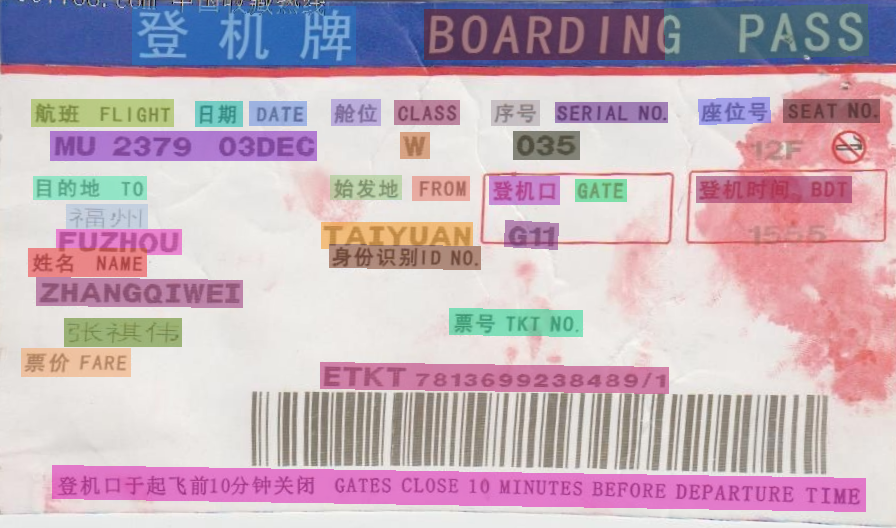 登机牌 BOARDING PASS
航班 FLIGHT 日期 DATE 舱位 CLASS 序号 SERIAL NO. 座位号 SEAT NO.
MU 2379 03DEC W 035 12F
目的地 TO 始发地 FROM 登机口 GATE 登机时间 BDT
福州
FUZHOU TAIYUAN G11
姓名 NAME 身份识别ID NO.
ZHANGQIWEI
张祺伟
票号 TKT NO.
票价 FARE
ETKT 7813699238489/1
登机口于起飞前10分钟关闭 GATES CLOSE 10 MINUTES BEFORE DEPARTURE TIME